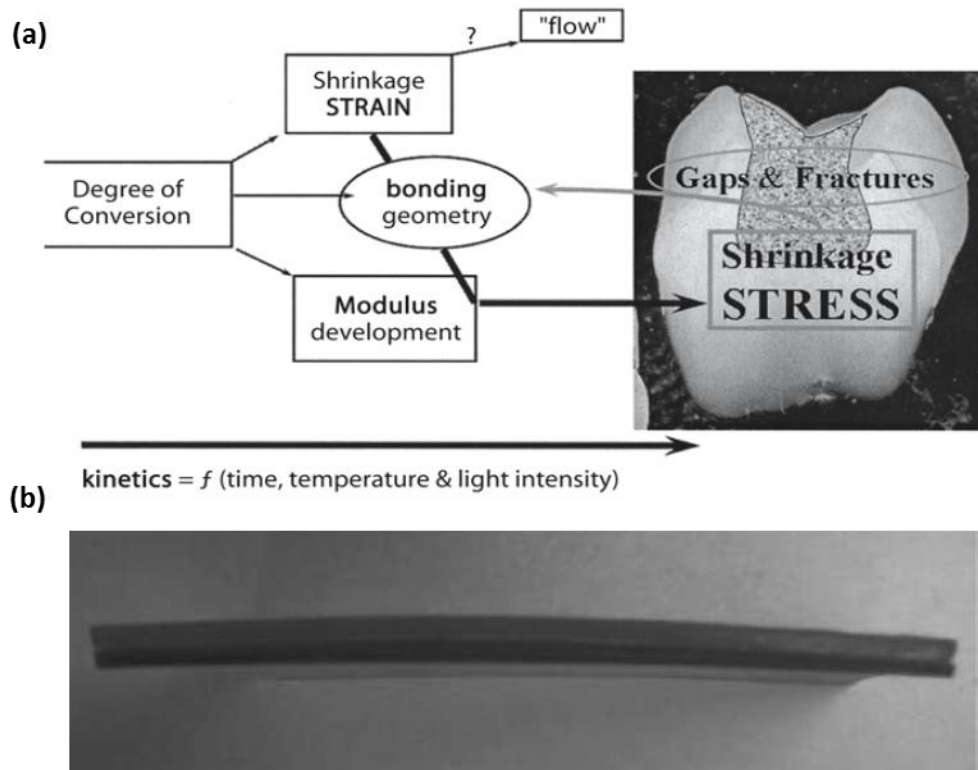 (a)
?
"flow"
Shrinkage
STRAIN
Degree of
Conversion
bonding
geometry
Modulus
development
Gaps & Fractures
Shrinkage
STRESS
kinetics = f (time, temperature & light intensity)
(b)